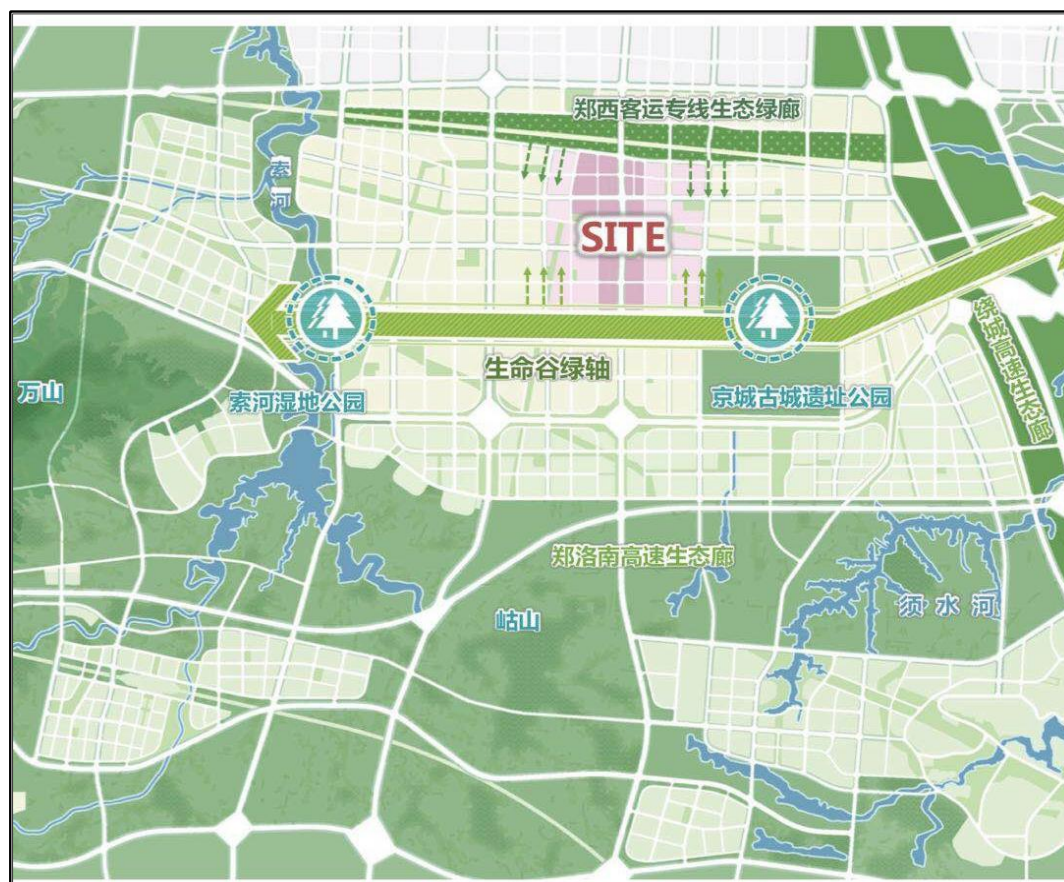 郑西客运专线生态绿廊
索河
SITE
生命谷绿轴
绕城高速生态廊
万山
索河湿地公园
京城古城遗址公园
郑洛南高速生态廊
岵山
须水河